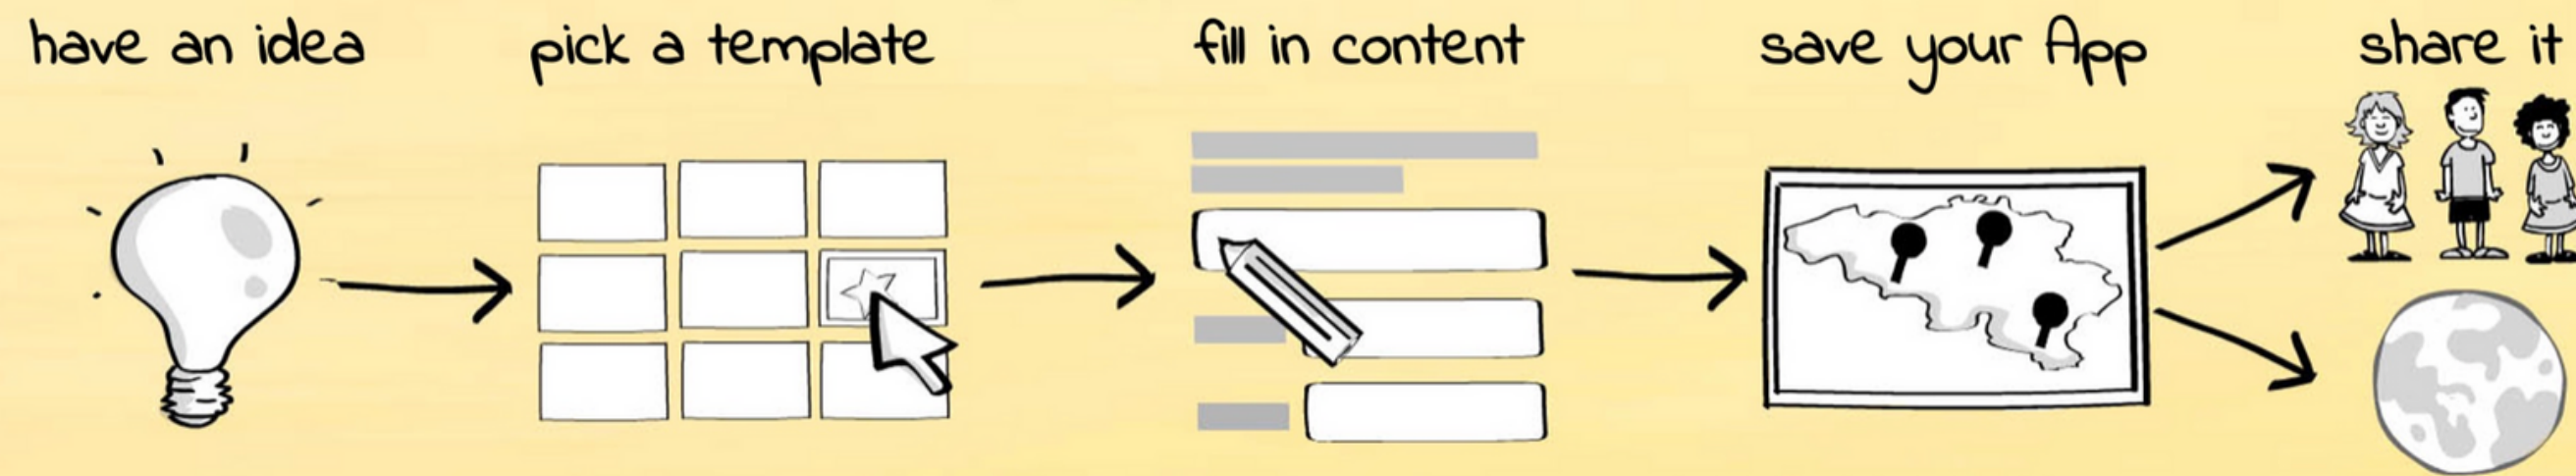 have an idea
pick a template
fill in content
save your App
share it